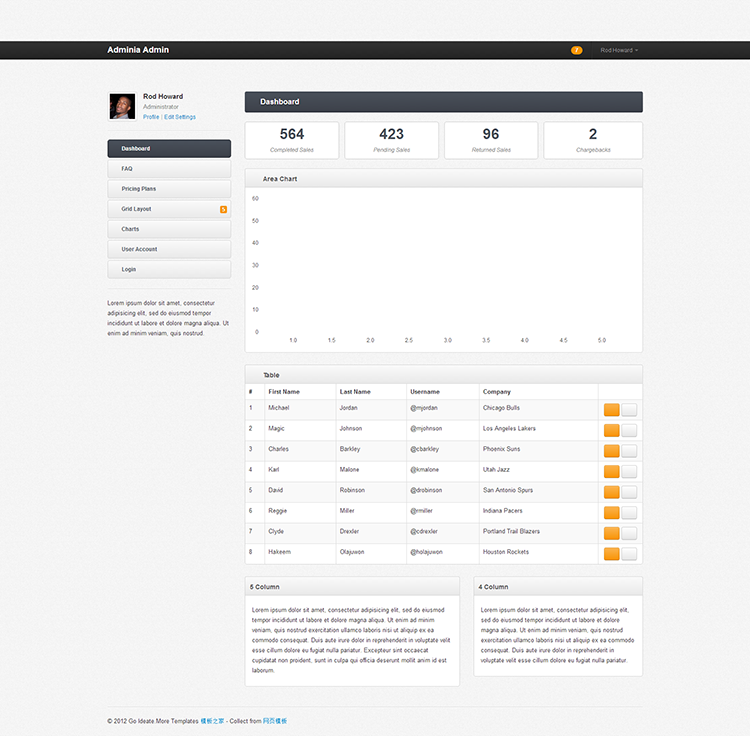 Adminia Admin
7
Rod Howard
Rod Howard
Administrator
Profile | Edit Settings
Dashboard
FAQ
Pricing Plans
Grid Layout
5
Charts
User Account
Login
Lorem ipsum dolor sit amet, consectetur
adipisicing elit, sed do eiusmod tempor
incididunt ut labore et dolore magna aliqua. Ut
enim ad minim veniam, quis nostrud.
Dashboard
564 423 96 2
Completed Sales Pending Sales Returned Sales Chargebacks
Area Chart
60
50
40
30
20
10
0
1.0 1.5 2.0 2.5 3.0 3.5 4.0 4.5 5.0
Table
# First Name Last Name Username Company
1 Michael Jordan @mjordan Chicago Bulls
2 Magic Johnson @mjohnson Los Angeles Lakers
3 Charles Barkley @cbarkley Phoenix Suns
4 Karl Malone @kmalone Utah Jazz
5 David Robinson @drobinson San Antonio Spurs
6 Reggie Miller @rmiller Indiana Pacers
7 Clyde Drexler @cdrexler Portland Trail Blazers
8 Hakeem Olajuwon @holajuwon Houston Rockets
5 Column
Lorem ipsum dolor sit amet, consectetur adipisicing elit, sed do eiusmod
tempor incididunt ut labore et dolore magna aliqua. Ut enim ad minim
veniam, quis nostrud exercitation ullamco laboris nisi ut aliquip ex ea
commodo consequat. Duis aute irure dolor in reprehenderit in voluptate velit
esse cillum dolore eu fugiat nulla pariatur. Excepteur sint occaecat
cupidatat non proident, sunt in culpa qui officia deserunt mollit anim id est
laborum.
4 Column
Lorem ipsum dolor sit amet, consectetur adipisicing elit,
sed do eiusmod tempor incididunt ut labore et dolore
magna aliqua. Ut enim ad minim veniam, quis nostrud
exercitation ullamco laboris nisi ut aliquip ex ea commodo
consequat. Duis aute irure dolor in reprehenderit in
voluptate velit esse cillum dolore eu fugiat nulla pariatur.
© 2012 Go Ideate.More Templates 模板之家 - Collect from 网页模板